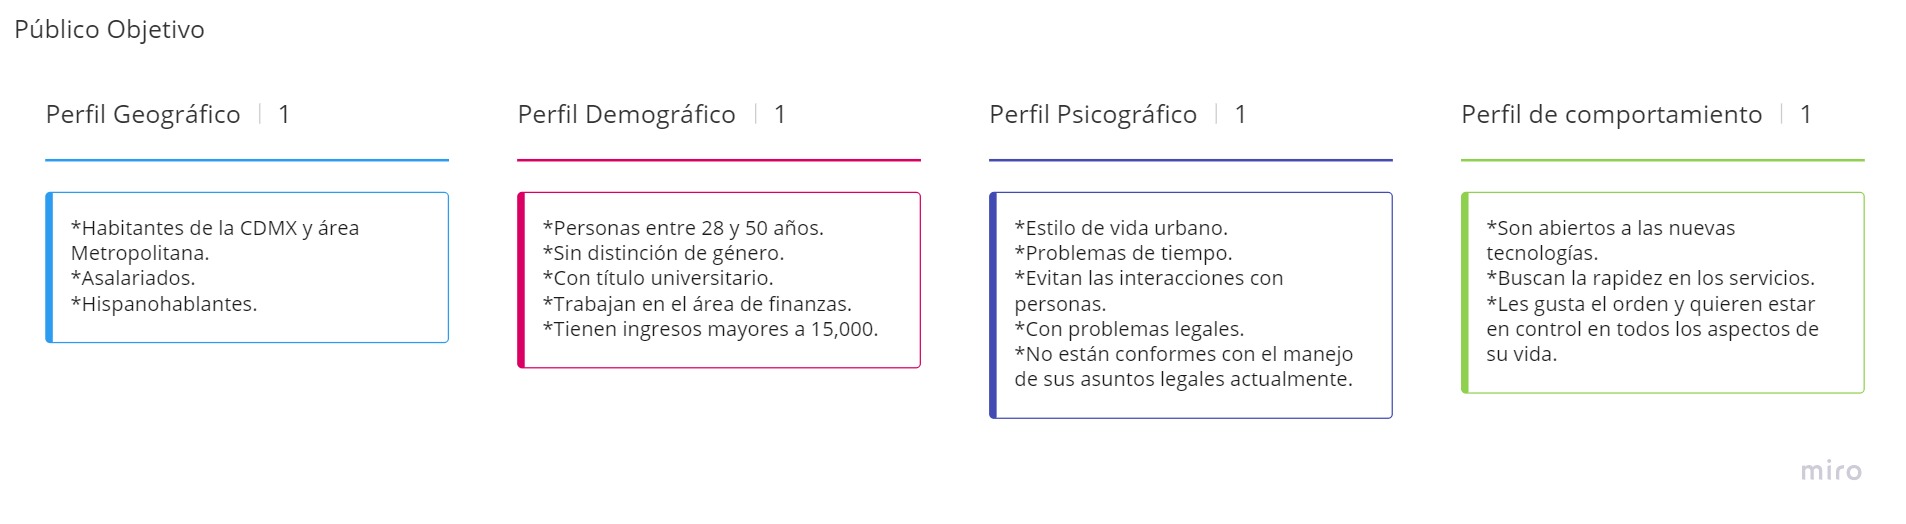 Público Objetivo
Perfil Geográfico | 1
*Habitantes de la CDMX y área
Metropolitana.
*Asalariados.
*Hispanohablantes.
Perfil Demográfico | 1
*Personas entre 28 y 50 años.
*Sin distinción de género.
*Con título universitario.
*Trabajan en el área de finanzas.
*Tienen ingresos mayores a 15,000.
Perfil Psicográfico | 1
*Estilo de vida urbano.
*Problemas de tiempo.
*Evitan las interacciones con
personas.
*Con problemas legales.
*No están conformes con el manejo
de sus asuntos legales actualmente.
Perfil de comportamiento | 1
*Son abiertos a las nuevas
tecnologías.
*Buscan la rapidez en los servicios.
*Les gusta el orden y quieren estar
en control en todos los aspectos de
su vida.
miro